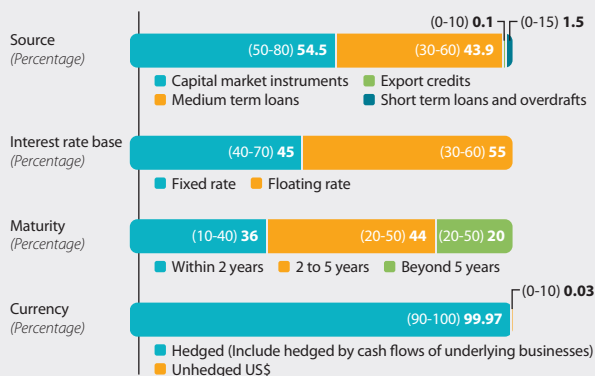 (0-10) 0.1 (0-15) 1.5
Source
(Percentage)
(50-80) 54.5 (30-60) 43.9
Capital market instruments Export credits
Medium term loans Short term loans and overdrafts
Interest rate base
(Percentage)
(40-70) 45 (30-60) 55
Fixed rate Floating rate
Maturity
(Percentage)
(10-40) 36 (20-50) 44 (20-50) 20
Within 2 years 2 to 5 years Beyond 5 years
(0-10) 0.03
Currency
(Percentage)
(90-100) 99.97
Hedged (Include hedged by cash flows of underlying businesses)
Unhedged US$